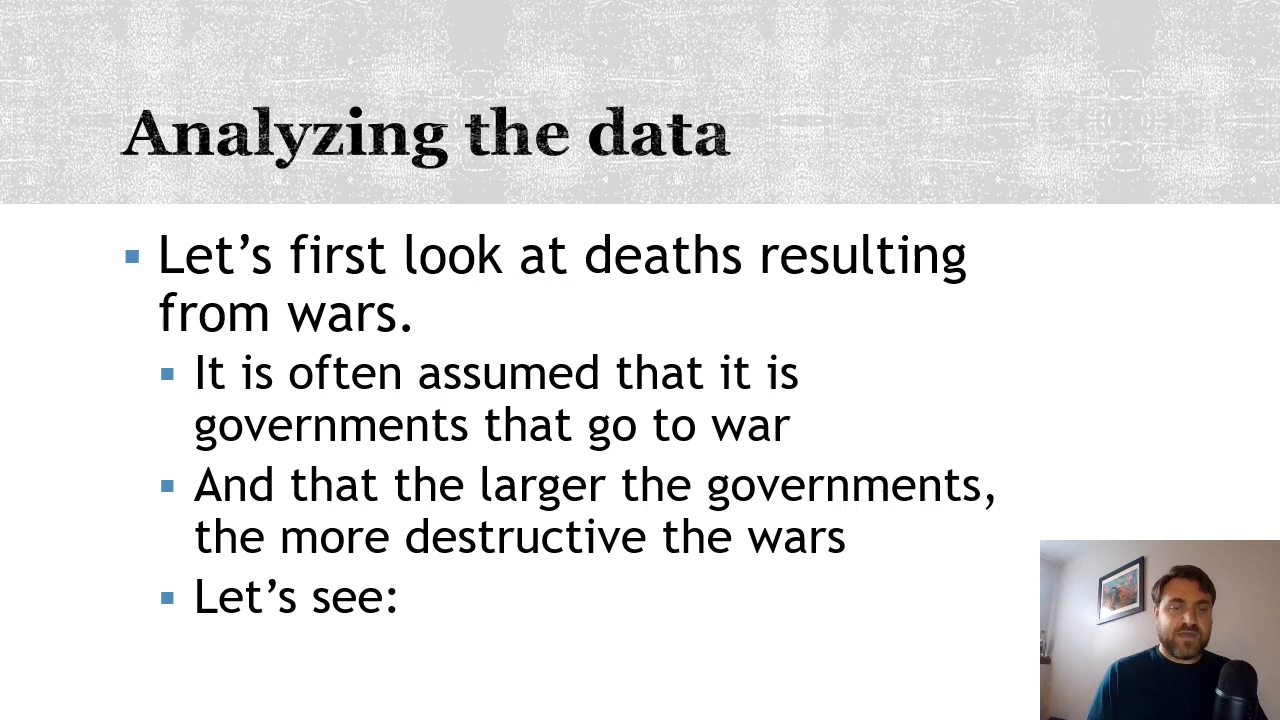 Analyzing the data
Let’s first look at deaths resulting
from wars.
It is often assumed that it is
governments that go to war
And that the larger the governments,
the more destructive the wars
Let’s see: